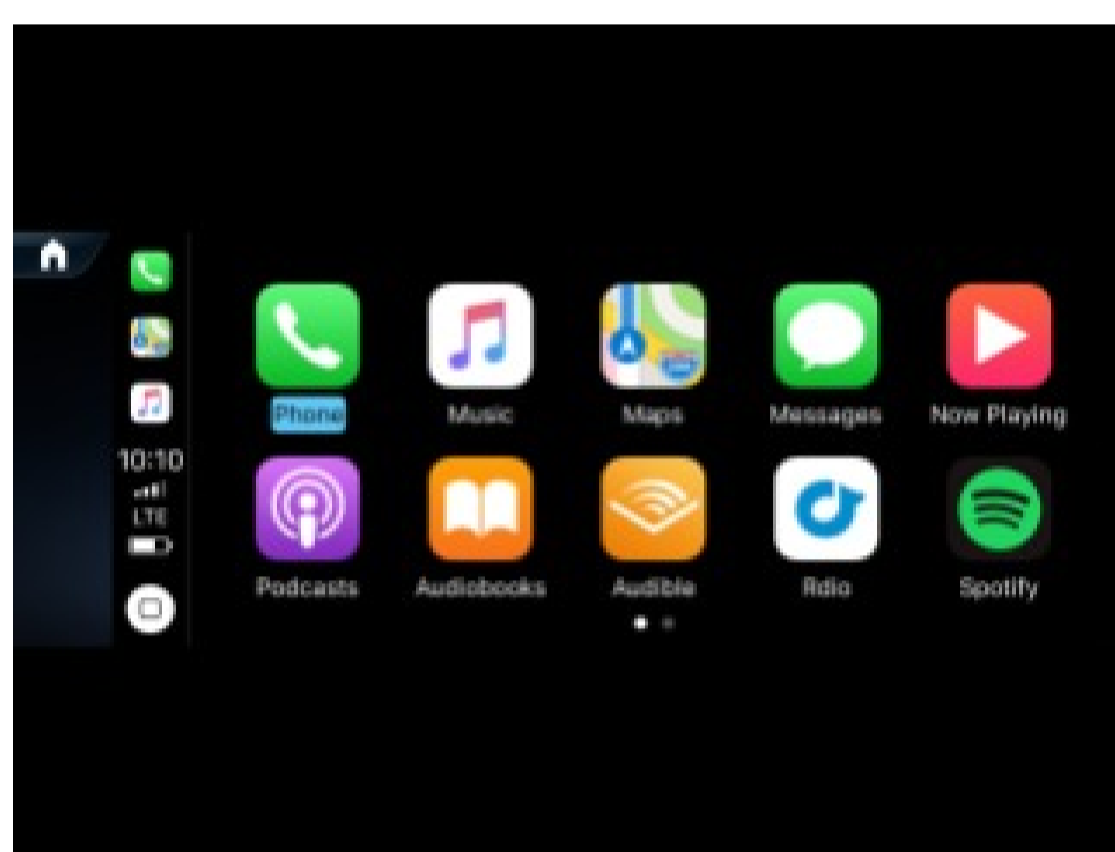 10:10
LTE
Phone
Music
Maps
Messages
Now Playing
Podcasts
Audiobooks
Audible
Rdio
Spotify